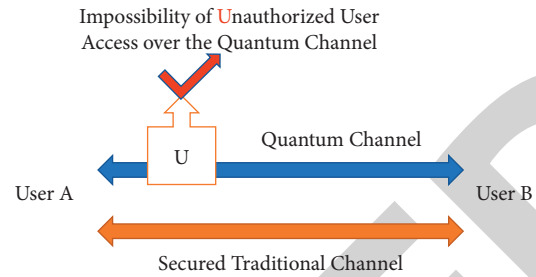 Impossibility of Unauthorized User
Access over the Quantum Channel
U
Quantum Channel
User A
User B
Secured Traditional Channel